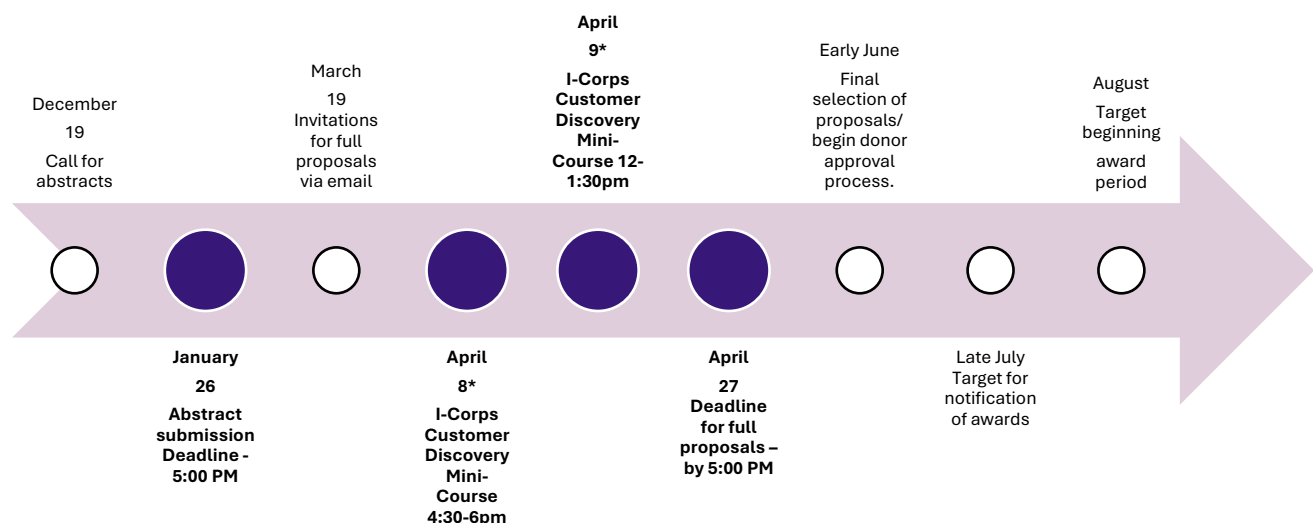 December
19
Call for
abstracts
January
26
Abstract
submission
Deadline -
5:00 PM
March
19
Invitations
for full
proposals
via email
April
8*
I-Corps
Customer
Discovery
Mini-
Course
4:30-6pm
April
9*
I-Corps
Customer
Discovery
Mini-
Course 12-
1:30pm
April
27
Deadline
for full
proposals –
by 5:00 PM
Early June
Final
selection of
proposals/
begin donor
approval
process.
Late July
Target for
notification
of awards
August
Target
beginning
award
period